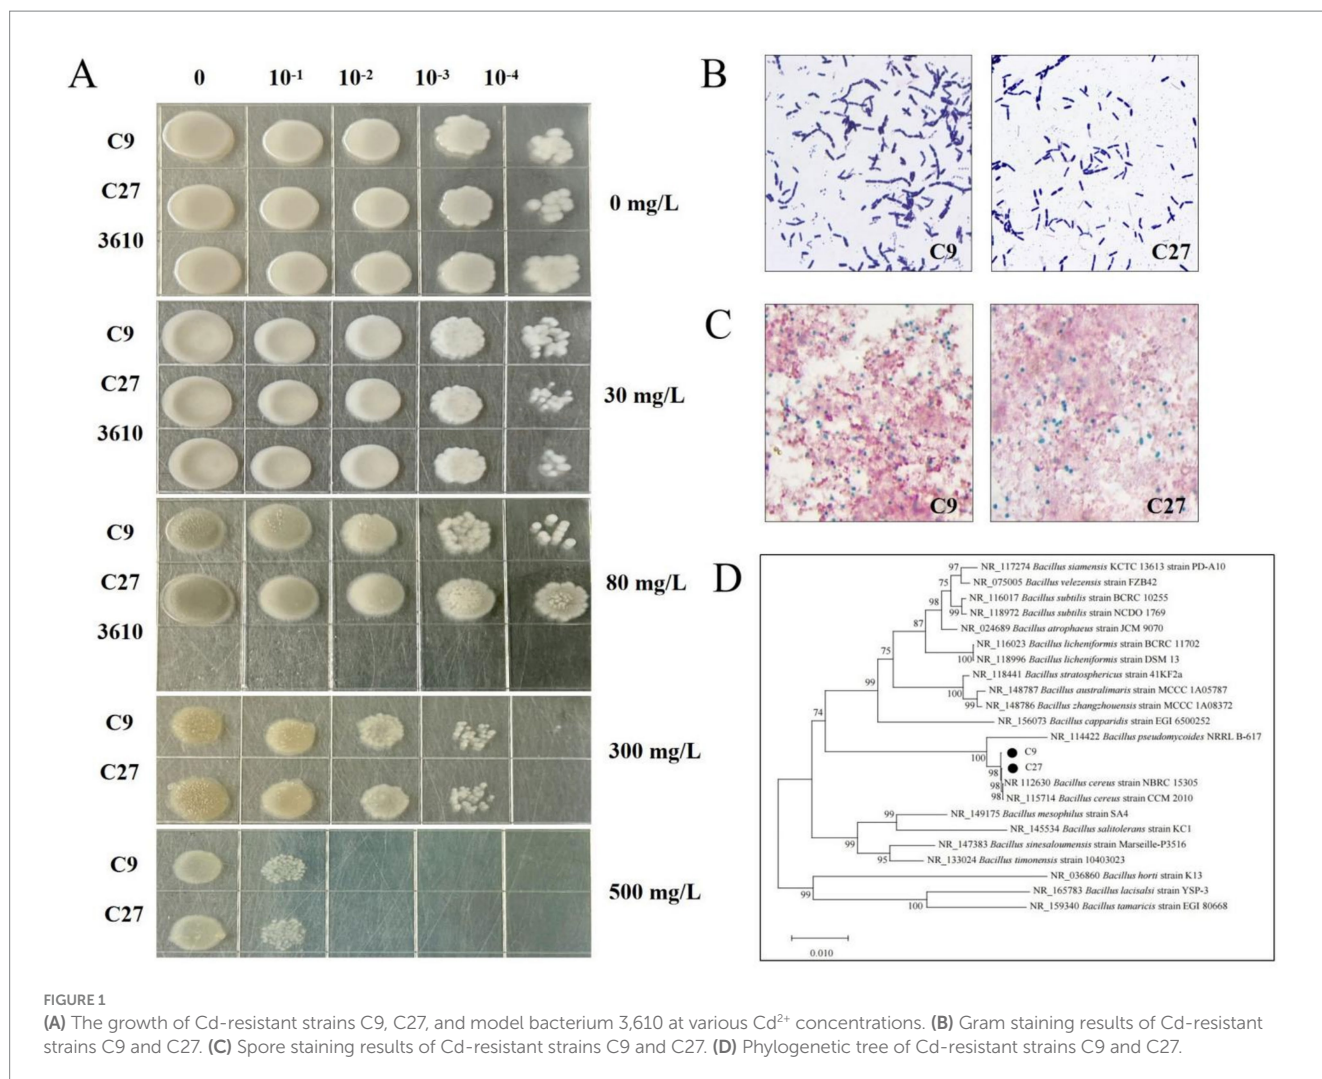 A
0 10⁻¹ 10⁻² 10⁻³ 10⁻⁴
C9
C27
3610
0 mg/L
C9
C27
3610
30 mg/L
C9
C27
3610
80 mg/L
C9
C27
300 mg/L
C9
C27
500 mg/L
B
C9
C27
C
C9
C27
D
97
NR_117274 Bacillus siamensis KCTC 13613 strain PD-A10
75
NR_075005 Bacillus velezensis strain FZB42
98
NR_116017 Bacillus subtilis strain BCRC 10255
99
NR_118972 Bacillus subtilis strain NCDO 1769
87
NR_024689 Bacillus atrophaeus strain JCM 9070
75
NR_116023 Bacillus licheniformis strain BCRC 11702
100
NR_118996 Bacillus licheniformis strain DSM 13
99
NR_118441 Bacillus stratosphericus strain 41KF2a
100
NR_148787 Bacillus australimaris strain MCCC 1A05787
99
NR_148786 Bacillus zhangzhouensis strain MCCC 1A08372
74
NR_156073 Bacillus capparidis strain EGI 6500252
NR_114422 Bacillus pseudomycoides NRRL B-617
100
C9
98
C27
98
NR 112630 Bacillus cereus strain NBRC 15305
98
NR_115714 Bacillus cereus strain CCM 2010
99
NR_149175 Bacillus mesophilus strain SA4
NR_145534 Bacillus salitolerans strain KC1
99
NR_147383 Bacillus sinesaloumensis strain Marseille-P3516
95
NR_133024 Bacillus timonensis strain 10403023
NR_036860 Bacillus horti strain K13
99
NR_165783 Bacillus lacisalsi strain YSP-3
100
NR_159340 Bacillus tamaricis strain EGI 80668
0.010
FIGURE 1
(A) The growth of Cd-resistant strains C9, C27, and model bacterium 3,610 at various Cd²⁺ concentrations. (B) Gram staining results of Cd-resistant
strains C9 and C27. (C) Spore staining results of Cd-resistant strains C9 and C27. (D) Phylogenetic tree of Cd-resistant strains C9 and C27.